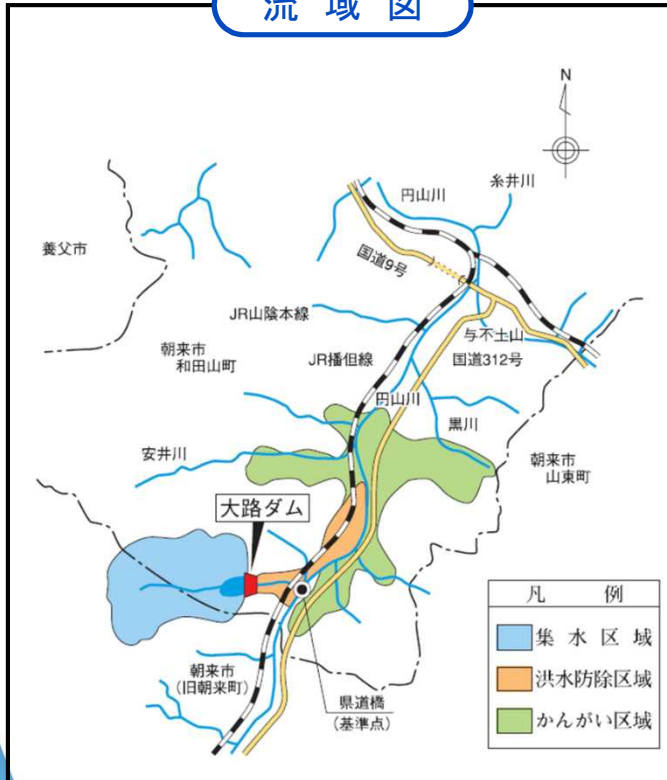 流域図
N
円山川
糸井川
養父市
国道9号
JR山陰本線
与不土山
朝来市
和田山町
JR播但線
国道312号
円山川
黒川
安井川
朝来市
山東町
大路ダム
凡 例
集水区域
洪水防除区域
かんがい区域
朝来市
(旧朝来町)
県道橋
(基準点)